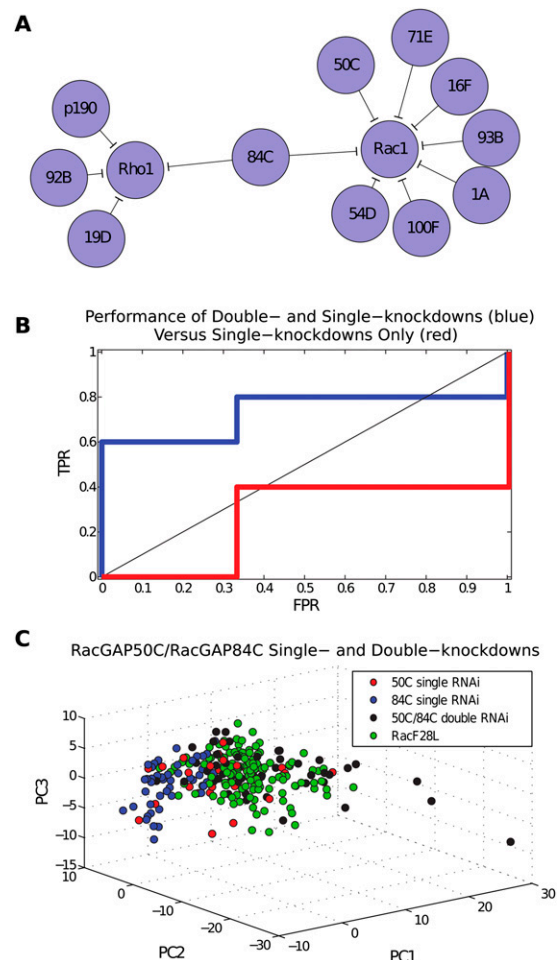 A
71E
50C
16F
p190
93B
Rac1
84C
Rho1
92B
1A
54D
100F
19D
B
Performance of Double− and Single−knockdowns (blue)
Versus Single−knockdowns Only (red)
1
0.8
0.6
TPR
0.4
0.2
0
0 0.1 0.2 0.3 0.4 0.5 0.6 0.7 0.8 0.9 1
FPR
C
RacGAP50C/RacGAP84C Single− and Double−knockdowns
50C single RNAi
84C single RNAi
50C/84C double RNAi
RacF28L
10
5
0
PC3
−5
−10
−15
10
0
−10
−20
−30
PC2
−10
0
10
20
30
PC1